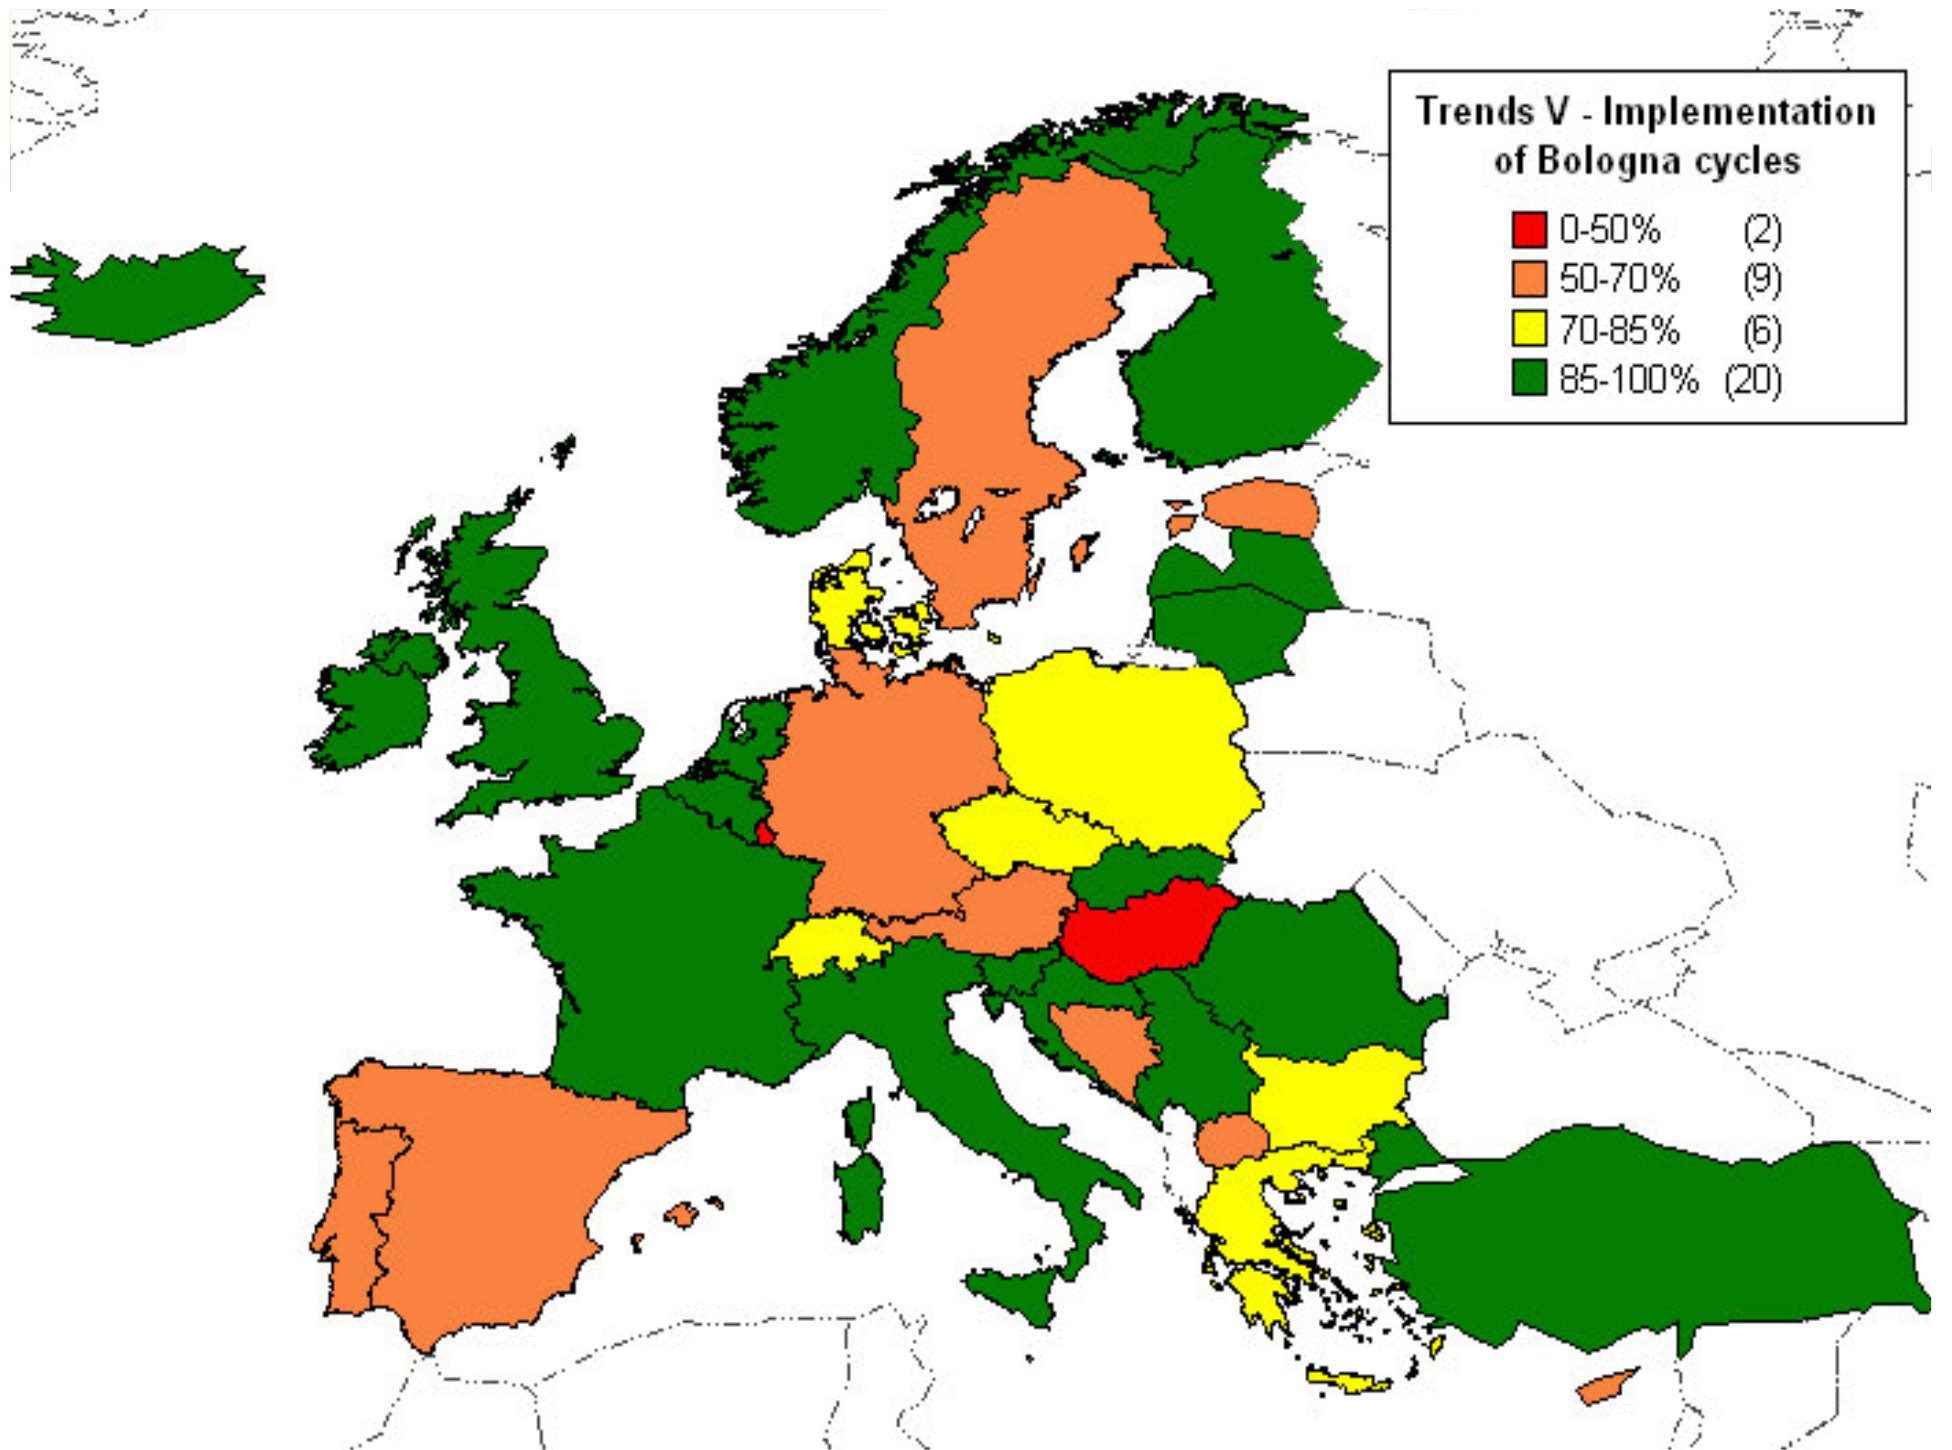 Trends V - Implementation
of Bologna cycles
0-50% (2)
50-70% (9)
70-85% (6)
85-100% (20)